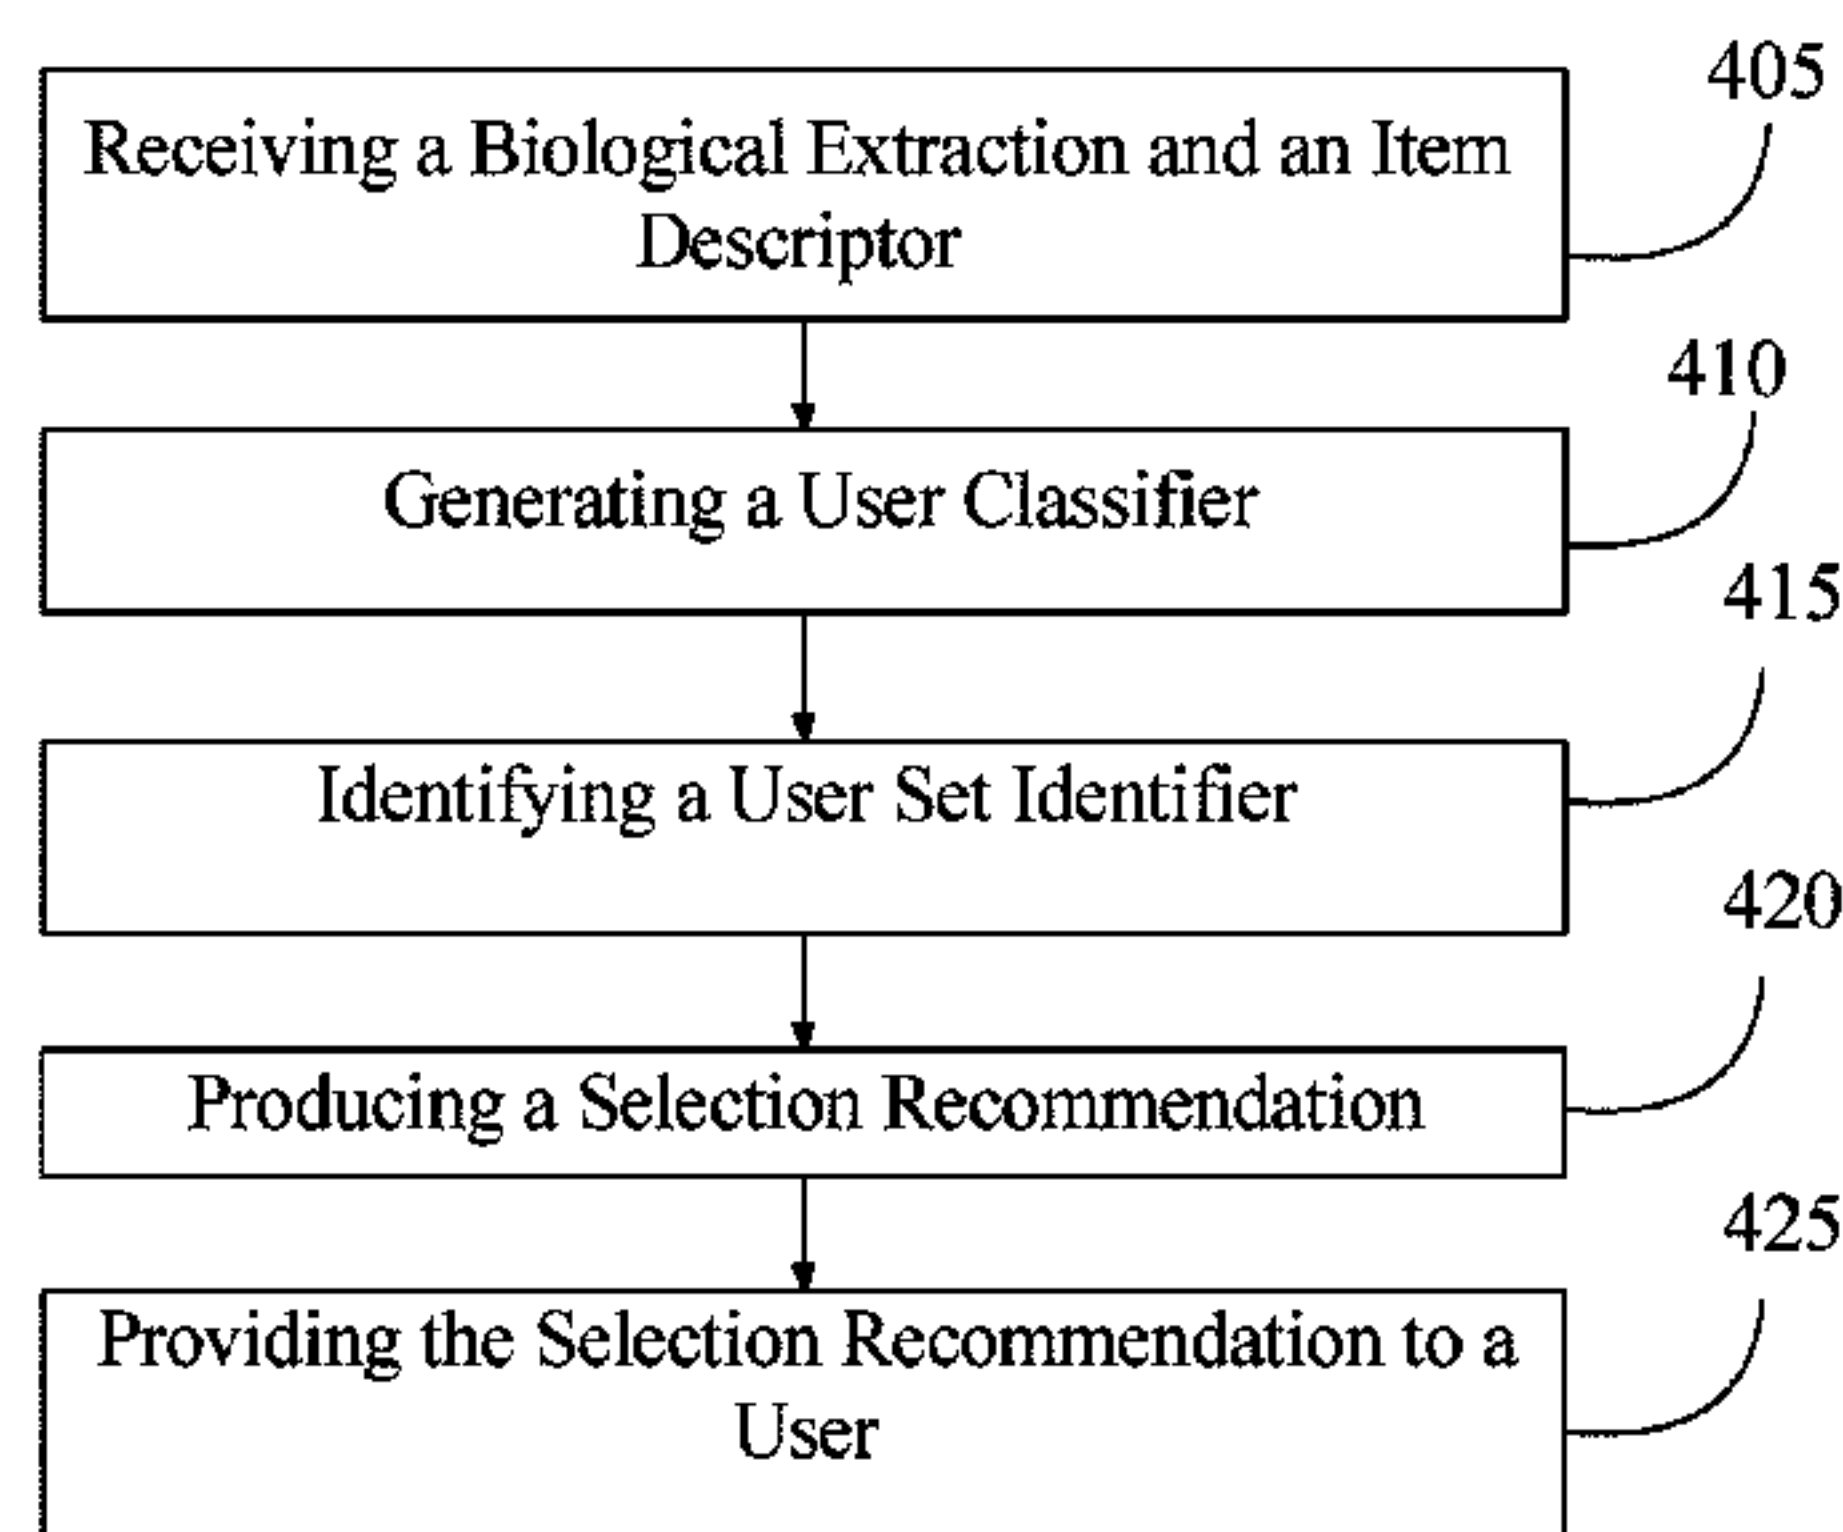 405
Receiving a Biological Extraction and an Item
Descriptor
410
Generating a User Classifier
415
Identifying a User Set Identifier
420
Producing a Selection Recommendation
425
Providing the Selection Recommendation to a
User